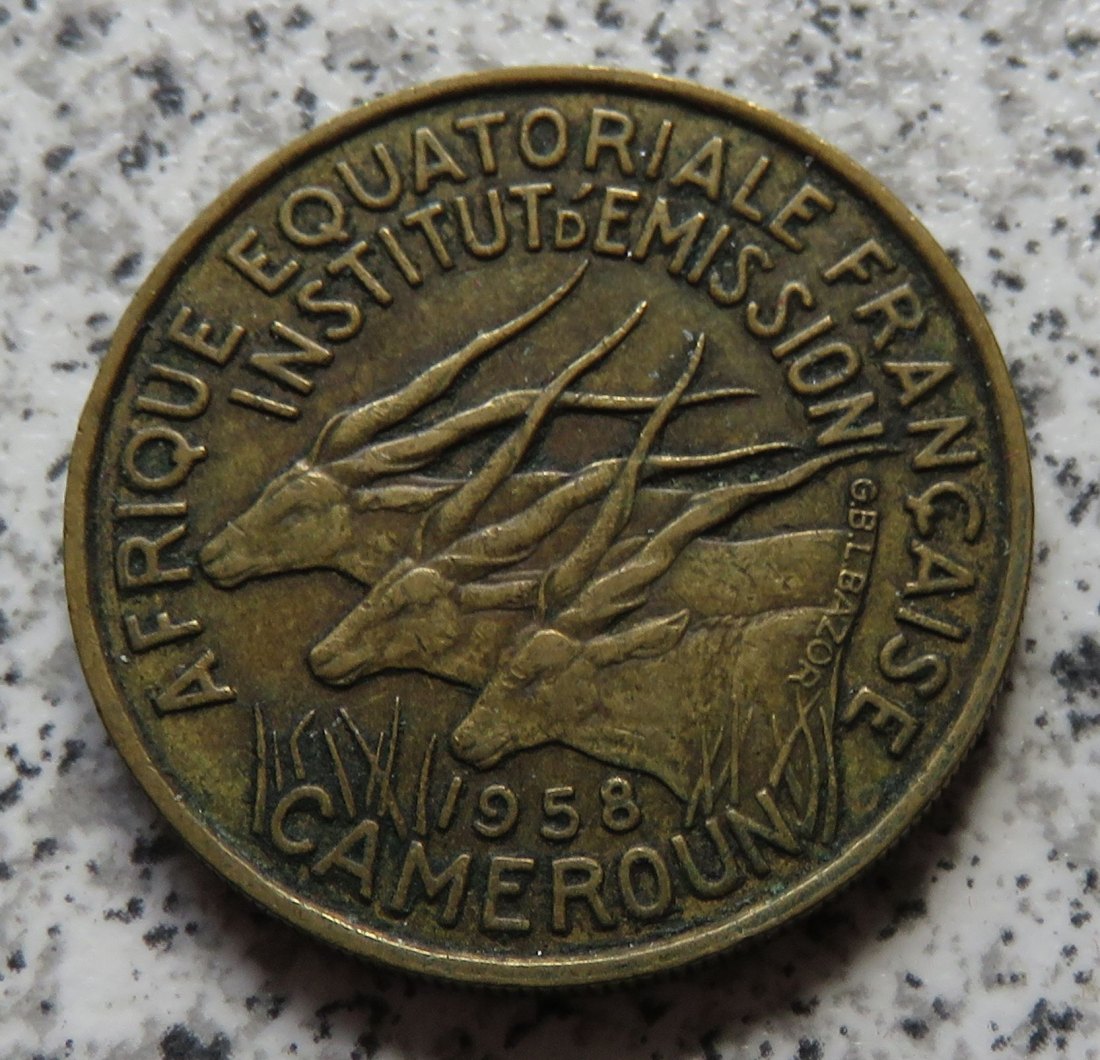 AFRIQUE EQUATORIALE FRANÇAISE
INSTITUT D'EMISSION
G.B.L.BAZOR
1958
CAMEROUN